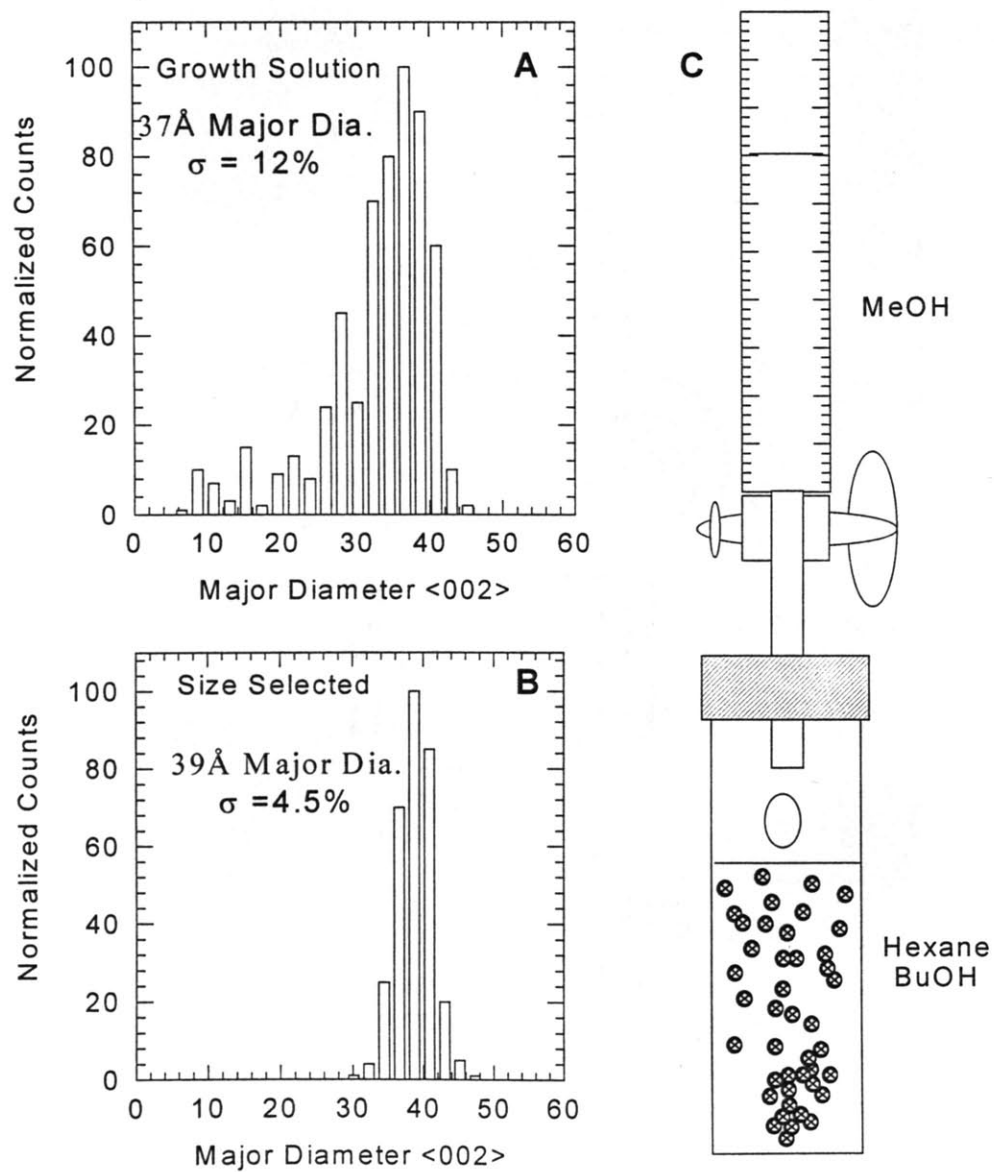 A
Growth Solution
37Å Major Dia.
σ = 12%
Normalized Counts
100
80
60
40
20
0
0 10 20 30 40 50 60
Major Diameter <002>
B
Size Selected
39Å Major Dia.
σ =4.5%
Normalized Counts
100
80
60
40
20
0
0 10 20 30 40 50 60
Major Diameter <002>
C
MeOH
Hexane
BuOH